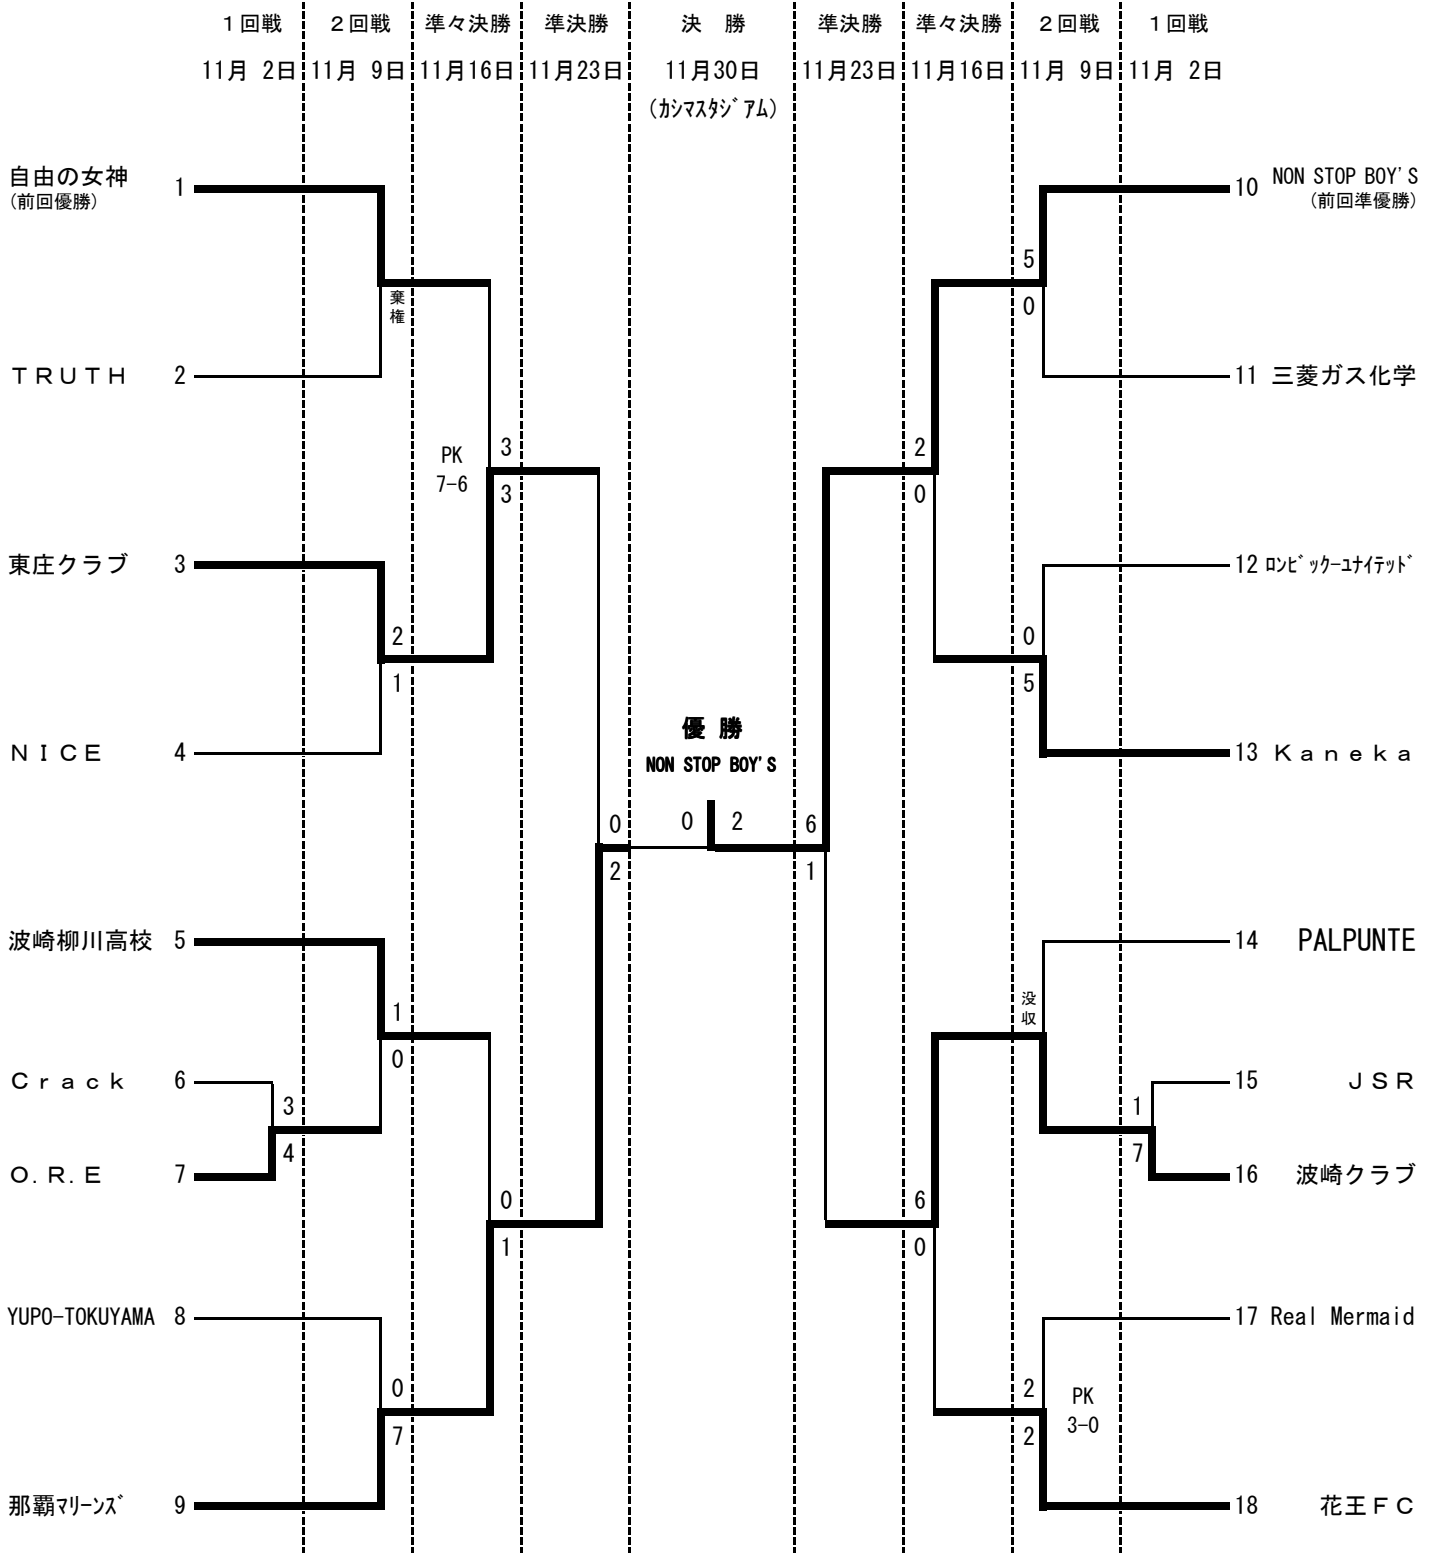 1回戦 2回戦 準々決勝 準決勝 決 勝 準決勝 準々決勝 2回戦 1回戦
11月 2日 11月 9日 11月16日 11月23日 11月30日 11月23日 11月16日 11月 9日 11月 2日
(ｶｼﾏｽﾀｼﾞｱﾑ)
自由の女神 1
(前回優勝)
10 NON STOP BOY'S
(前回準優勝)
5
棄権
0
TRUTH 2
11 三菱ガス化学
PK
7-6
3
3
2
0
東庄クラブ 3
12 ﾛﾝﾋﾞｯｸｰﾕﾅｲﾃｯﾄﾞ
2
1
0
5
NICE 4
13 Kaneka
優 勝
NON STOP BOY'S
0
2
0 2
6
1
波崎柳川高校 5
14 PALPUNTE
1
0
没収
Crack 6
15 JSR
3
4
1
7
O.R.E 7
16 波崎クラブ
0
1
6
0
YUPO-TOKUYAMA 8
17 Real Mermaid
0
7
2
2
PK
3-0
那覇ﾏﾘｰﾝｽﾞ 9
18 花王FC